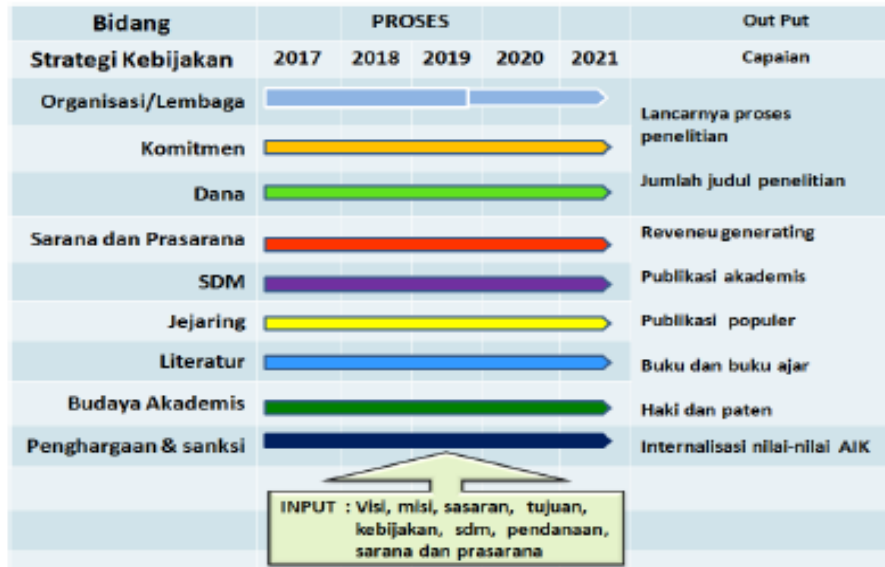 Bidang PROSES Out Put
Strategi Kebijakan 2017 2018 2019 2020 2021 Capaian
Organisasi/Lembaga
Lancarnya proses
penelitian
Komitmen
Jumlah judul penelitian
Dana
Sarana dan Prasarana Reveneu generating
SDM Publikasi akademis
Jejaring Publikasi populer
Literatur Buku dan buku ajar
Budaya Akademis Haki dan paten
Penghargaan & sanksi Internalisasi nilai-nilai AIK
INPUT : Visi, misi, sasaran, tujuan,
kebijakan, sdm, pendanaan,
sarana dan prasarana